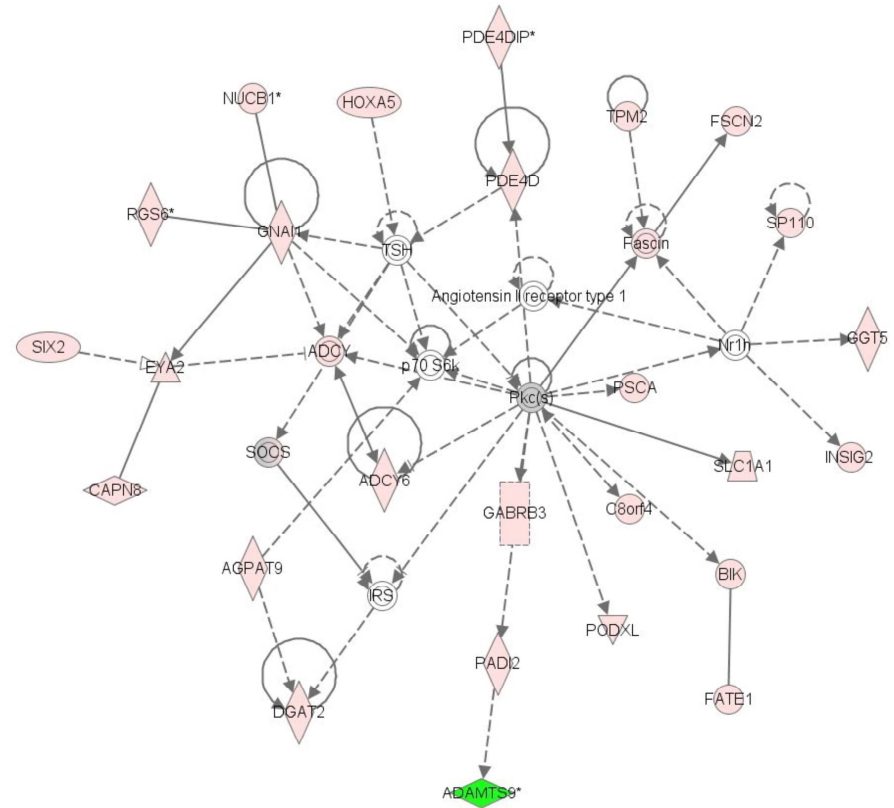 PDE4DIP*
NUCB1*
HOXA5
TPM2
FSCN2
PDE4D
RGS6*
GNAI1
TSH
Fascin
SP110
Angiotensin II receptor type 1
SIX2
EYA2
ADCY
p70 S6k
Nr1h
GGT5
Pkc(s)
PSCA
SOCS
ADCY6
SLC1A1
INSIG2
CAPN8
GABRB3
C8orf4
AGPAT9
IRS
BIK
PODXL
PADI2
FATE1
DGAT2
ADAMTS9*